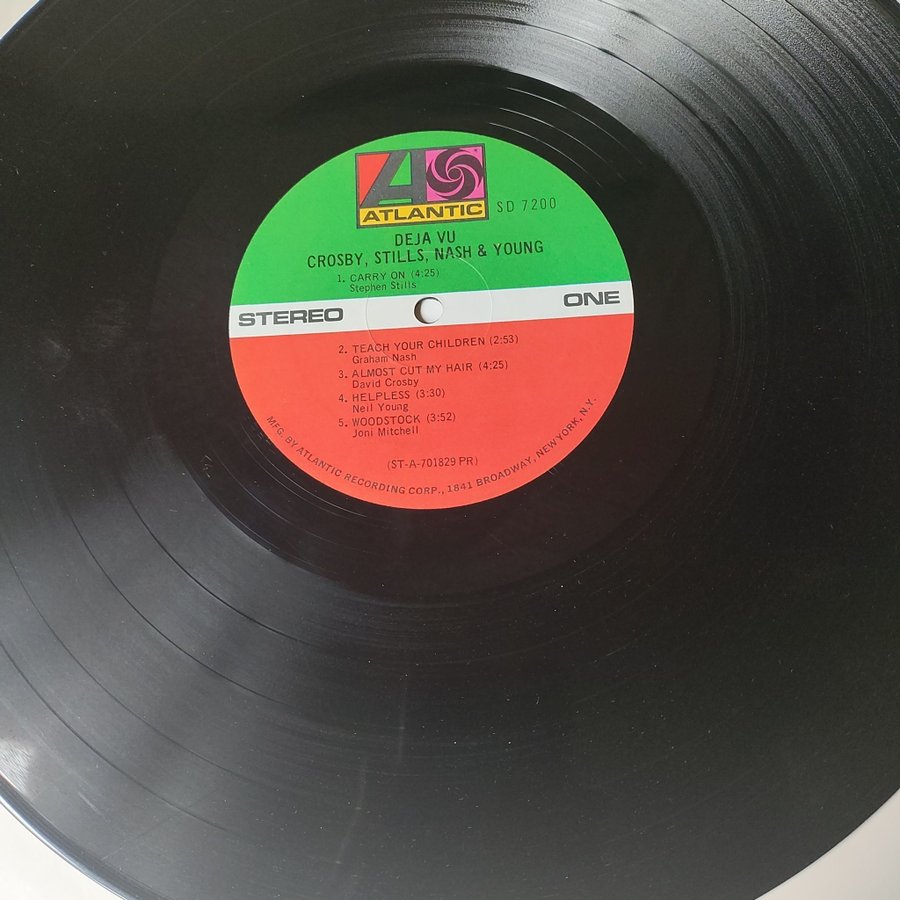 ATLANTIC
SD 7200
DEJA VU
CROSBY, STILLS, NASH & YOUNG
1. CARRY ON (4:25)
Stephen Stills
STEREO ONE
2. TEACH YOUR CHILDREN (2:53)
Graham Nash
3. ALMOST CUT MY HAIR (4:25)
David Crosby
4. HELPLESS (3:30)
Neil Young
5. WOODSTOCK (3:52)
Joni Mitchell
(ST-A-701829 PR)
MFG. BY ATLANTIC RECORDING CORP., 1841 BROADWAY, NEW YORK, N.Y.